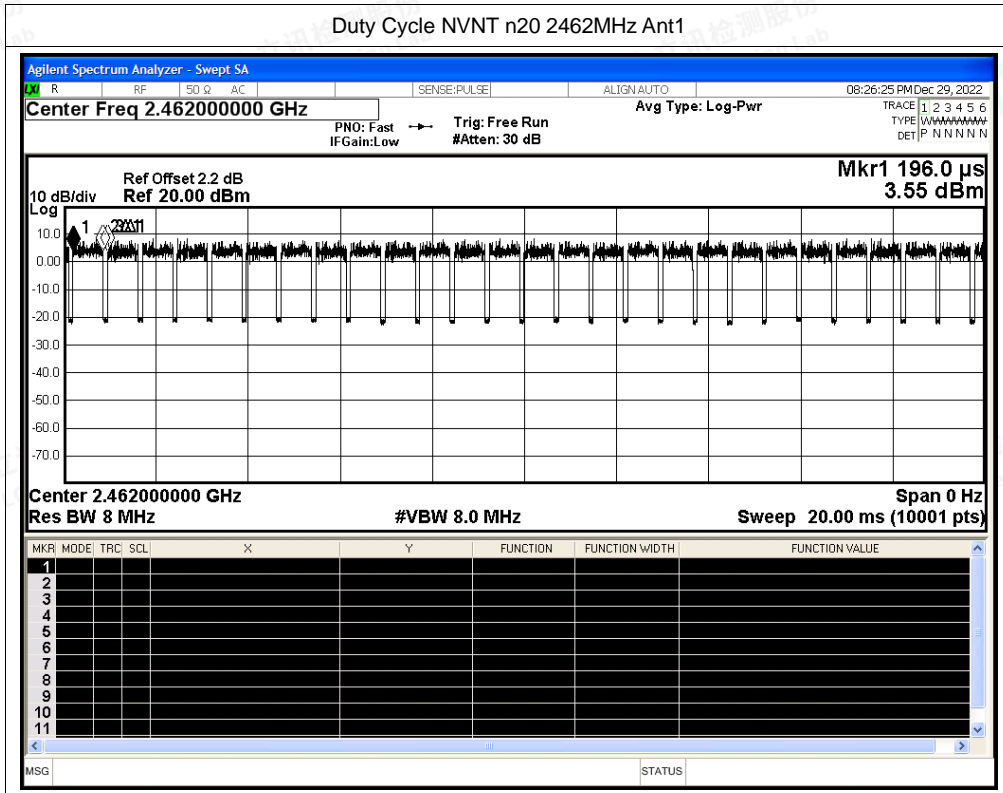 Duty Cycle NVNT n20 2462MHz Ant1
Agilent Spectrum Analyzer - Swept SA
LXI R RF 50 Ω AC SENSE:PULSE ALIGN AUTO 08:26:25 PM Dec 29, 2022
Center Freq 2.462000000 GHz Avg Type: Log-Pwr TRACE 1 2 3 4 5 6
PNO: Fast Trig: Free Run TYPE
IFGain:Low #Atten: 30 dB DET P N N N N N
Mkr1 196.0 µs
3.55 dBm
Ref Offset 2.2 dB
10 dB/div Ref 20.00 dBm
Log
1
10.0
0.00
-10.0
-20.0
-30.0
-40.0
-50.0
-60.0
-70.0
Center 2.462000000 GHz Span 0 Hz
Res BW 8 MHz #VBW 8.0 MHz Sweep 20.00 ms (10001 pts)
MKR MODE TRC SCL X Y FUNCTION FUNCTION WIDTH FUNCTION VALUE
1
2
3
4
5
6
7
8
9
10
11
MSG STATUS